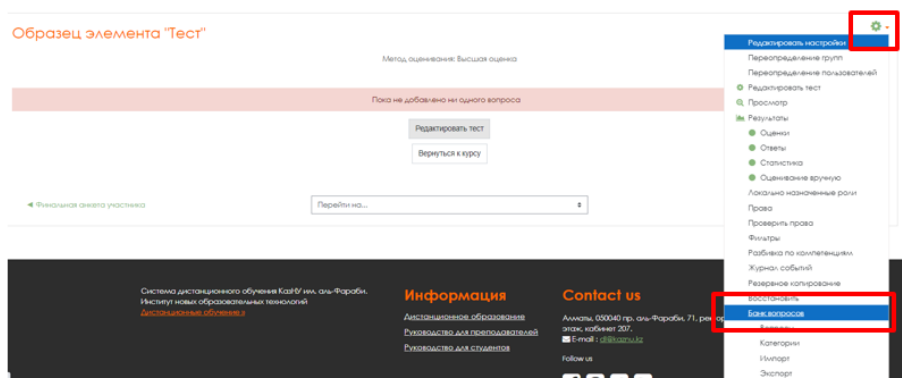 Образец элемента "Тест"
Метод оценивания: Высшая оценка
Пока не добавлено ни одного вопроса
Редактировать тест
Вернуться к курсу
◄ Финальная анкета участника
Перейти на...
Редактировать настройки
Переопределение групп
Переопределение пользователей
Редактировать тест
Просмотр
Результаты
Оценки
Ответы
Статистика
Оценивание вручную
Локально назначенные роли
Права
Проверить права
Фильтры
Разбивка по компетенциям
Журнал событий
Резервное копирование
Восстановить
Банк вопросов
Вопросы
Категории
Импорт
Экспорт
Система дистанционного обучения КазНУ им. аль-Фараби.
Институт новых образовательных технологий
Дистанционные обучение з
Информация
Дистанционное образование
Руководство для преподавателей
Руководство для студентов
Contact us
Алматы, 050040 пр. аль-Фараби, 71,
этаж, кабинет 207.
E-mail : dl@kaznu.kz
Follow us